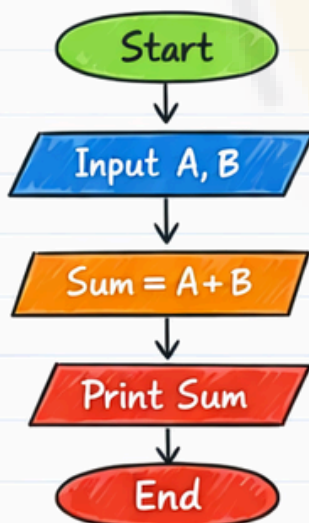 Start
Input A, B
Sum = A + B
Print Sum
End